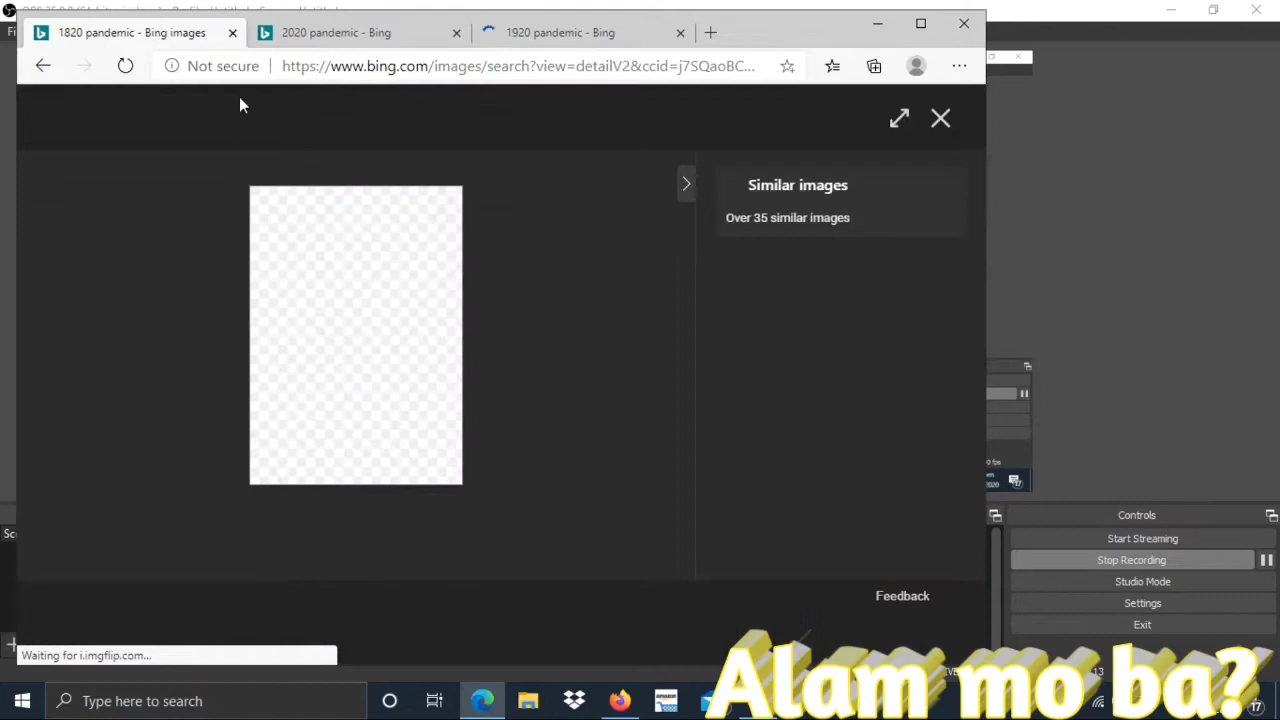 1820 pandemic - Bing images
2020 pandemic - Bing
1920 pandemic - Bing
Not secure
https://www.bing.com/images/search?view=detailV2&ccid=j7SQaoBC...
Similar images
Over 35 similar images
Feedback
Controls
Start Streaming
Stop Recording
Studio Mode
Settings
Exit
Waiting for i.imgflip.com...
Type here to search
amazon
17
Alam mo ba?